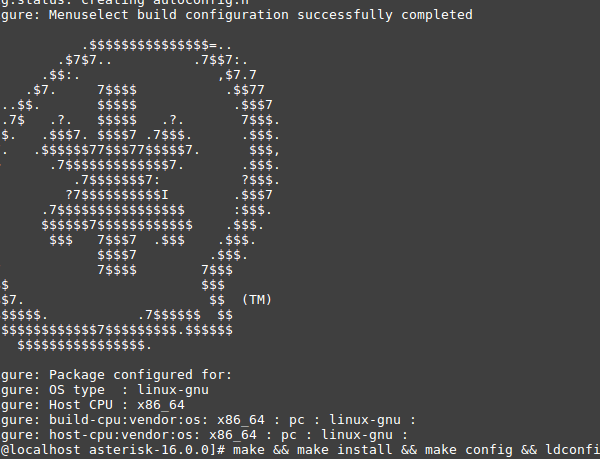 g.status: creating autoconfig.h
gure: Menuselect build configuration successfully completed
.$$$$$$$$$$$$$$$=..
.$7$7.. .7$$7:.
.$$:. ,$7.7
.$7. 7$$$$ .$$77
..$$. $$$$$ .$$$7
.7$ .?. $$$$$ .?. 7$$$.
$. .$$$7. $$$$7 .7$$$. .$$$.
. .$$$$$$77$$$77$$$$$7. $$$,
.7$$$$$$$$$$$$$7. .$$$.
.7$$$$$$$7: ?$$$.
?7$$$$$$$$$$I .$$$7
.7$$$$$$$$$$$$$$$$ :$$$.
$$$$$$7$$$$$$$$$$$$ .$$$.
$$$ 7$$$7 .$$$ .$$$.
$$$$7 .$$$.
7$$$$ 7$$$
$ $$$
$7. $$ (TM)
$$$$$. .7$$$$$$ $$
$$$$$$$$$$$$7$$$$$$$$$.$$$$$$
$$$$$$$$$$$$$$$$.
gure: Package configured for:
gure: OS type : linux-gnu
gure: Host CPU : x86_64
gure: build-cpu:vendor:os: x86_64 : pc : linux-gnu :
gure: host-cpu:vendor:os: x86_64 : pc : linux-gnu :
@localhost asterisk-16.0.0]# make && make install && make config && ldconfi